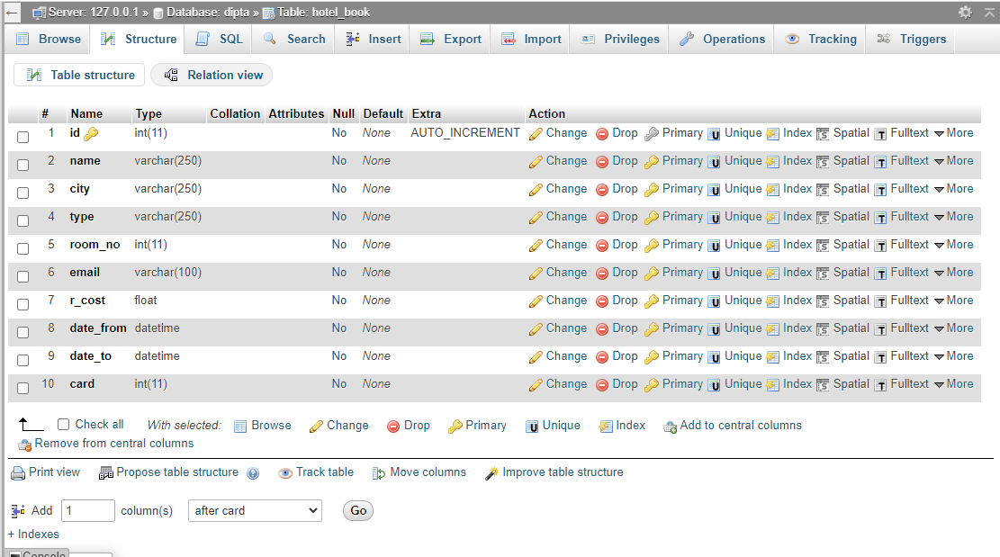 Server: 127.0.0.1 » Database: dipta » Table: hotel_book
Browse Structure SQL Search Insert Export Import Privileges Operations Tracking Triggers
Table structure Relation view
# Name Type Collation Attributes Null Default Extra Action
1 id int(11) No None AUTO_INCREMENT Change Drop Primary Unique Index Spatial Fulltext More
2 name varchar(250) No None Change Drop Primary Unique Index Spatial Fulltext More
3 city varchar(250) No None Change Drop Primary Unique Index Spatial Fulltext More
4 type varchar(250) No None Change Drop Primary Unique Index Spatial Fulltext More
5 room_no int(11) No None Change Drop Primary Unique Index Spatial Fulltext More
6 email varchar(100) No None Change Drop Primary Unique Index Spatial Fulltext More
7 r_cost float No None Change Drop Primary Unique Index Spatial Fulltext More
8 date_from datetime No None Change Drop Primary Unique Index Spatial Fulltext More
9 date_to datetime No None Change Drop Primary Unique Index Spatial Fulltext More
10 card int(11) No None Change Drop Primary Unique Index Spatial Fulltext More
Check all With selected: Browse Change Drop Primary Unique Index Add to central columns
Remove from central columns
Print view Propose table structure Track table Move columns Improve table structure
Add 1 column(s) after card Go
+ Indexes
Console